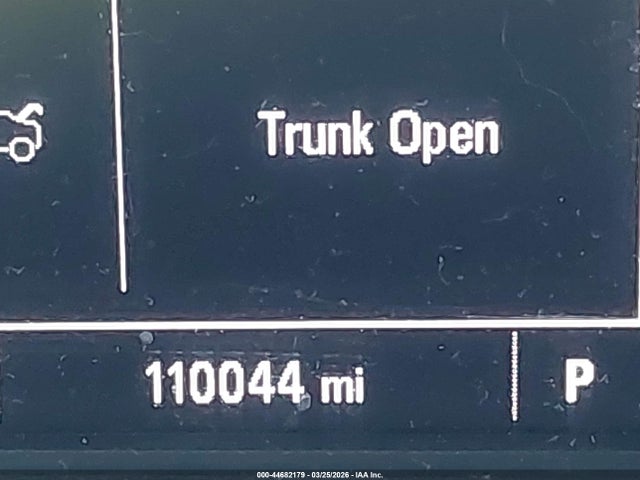 Trunk Open
110044 mi P
000-44682179 - 03/25/2026 - IAA Inc.